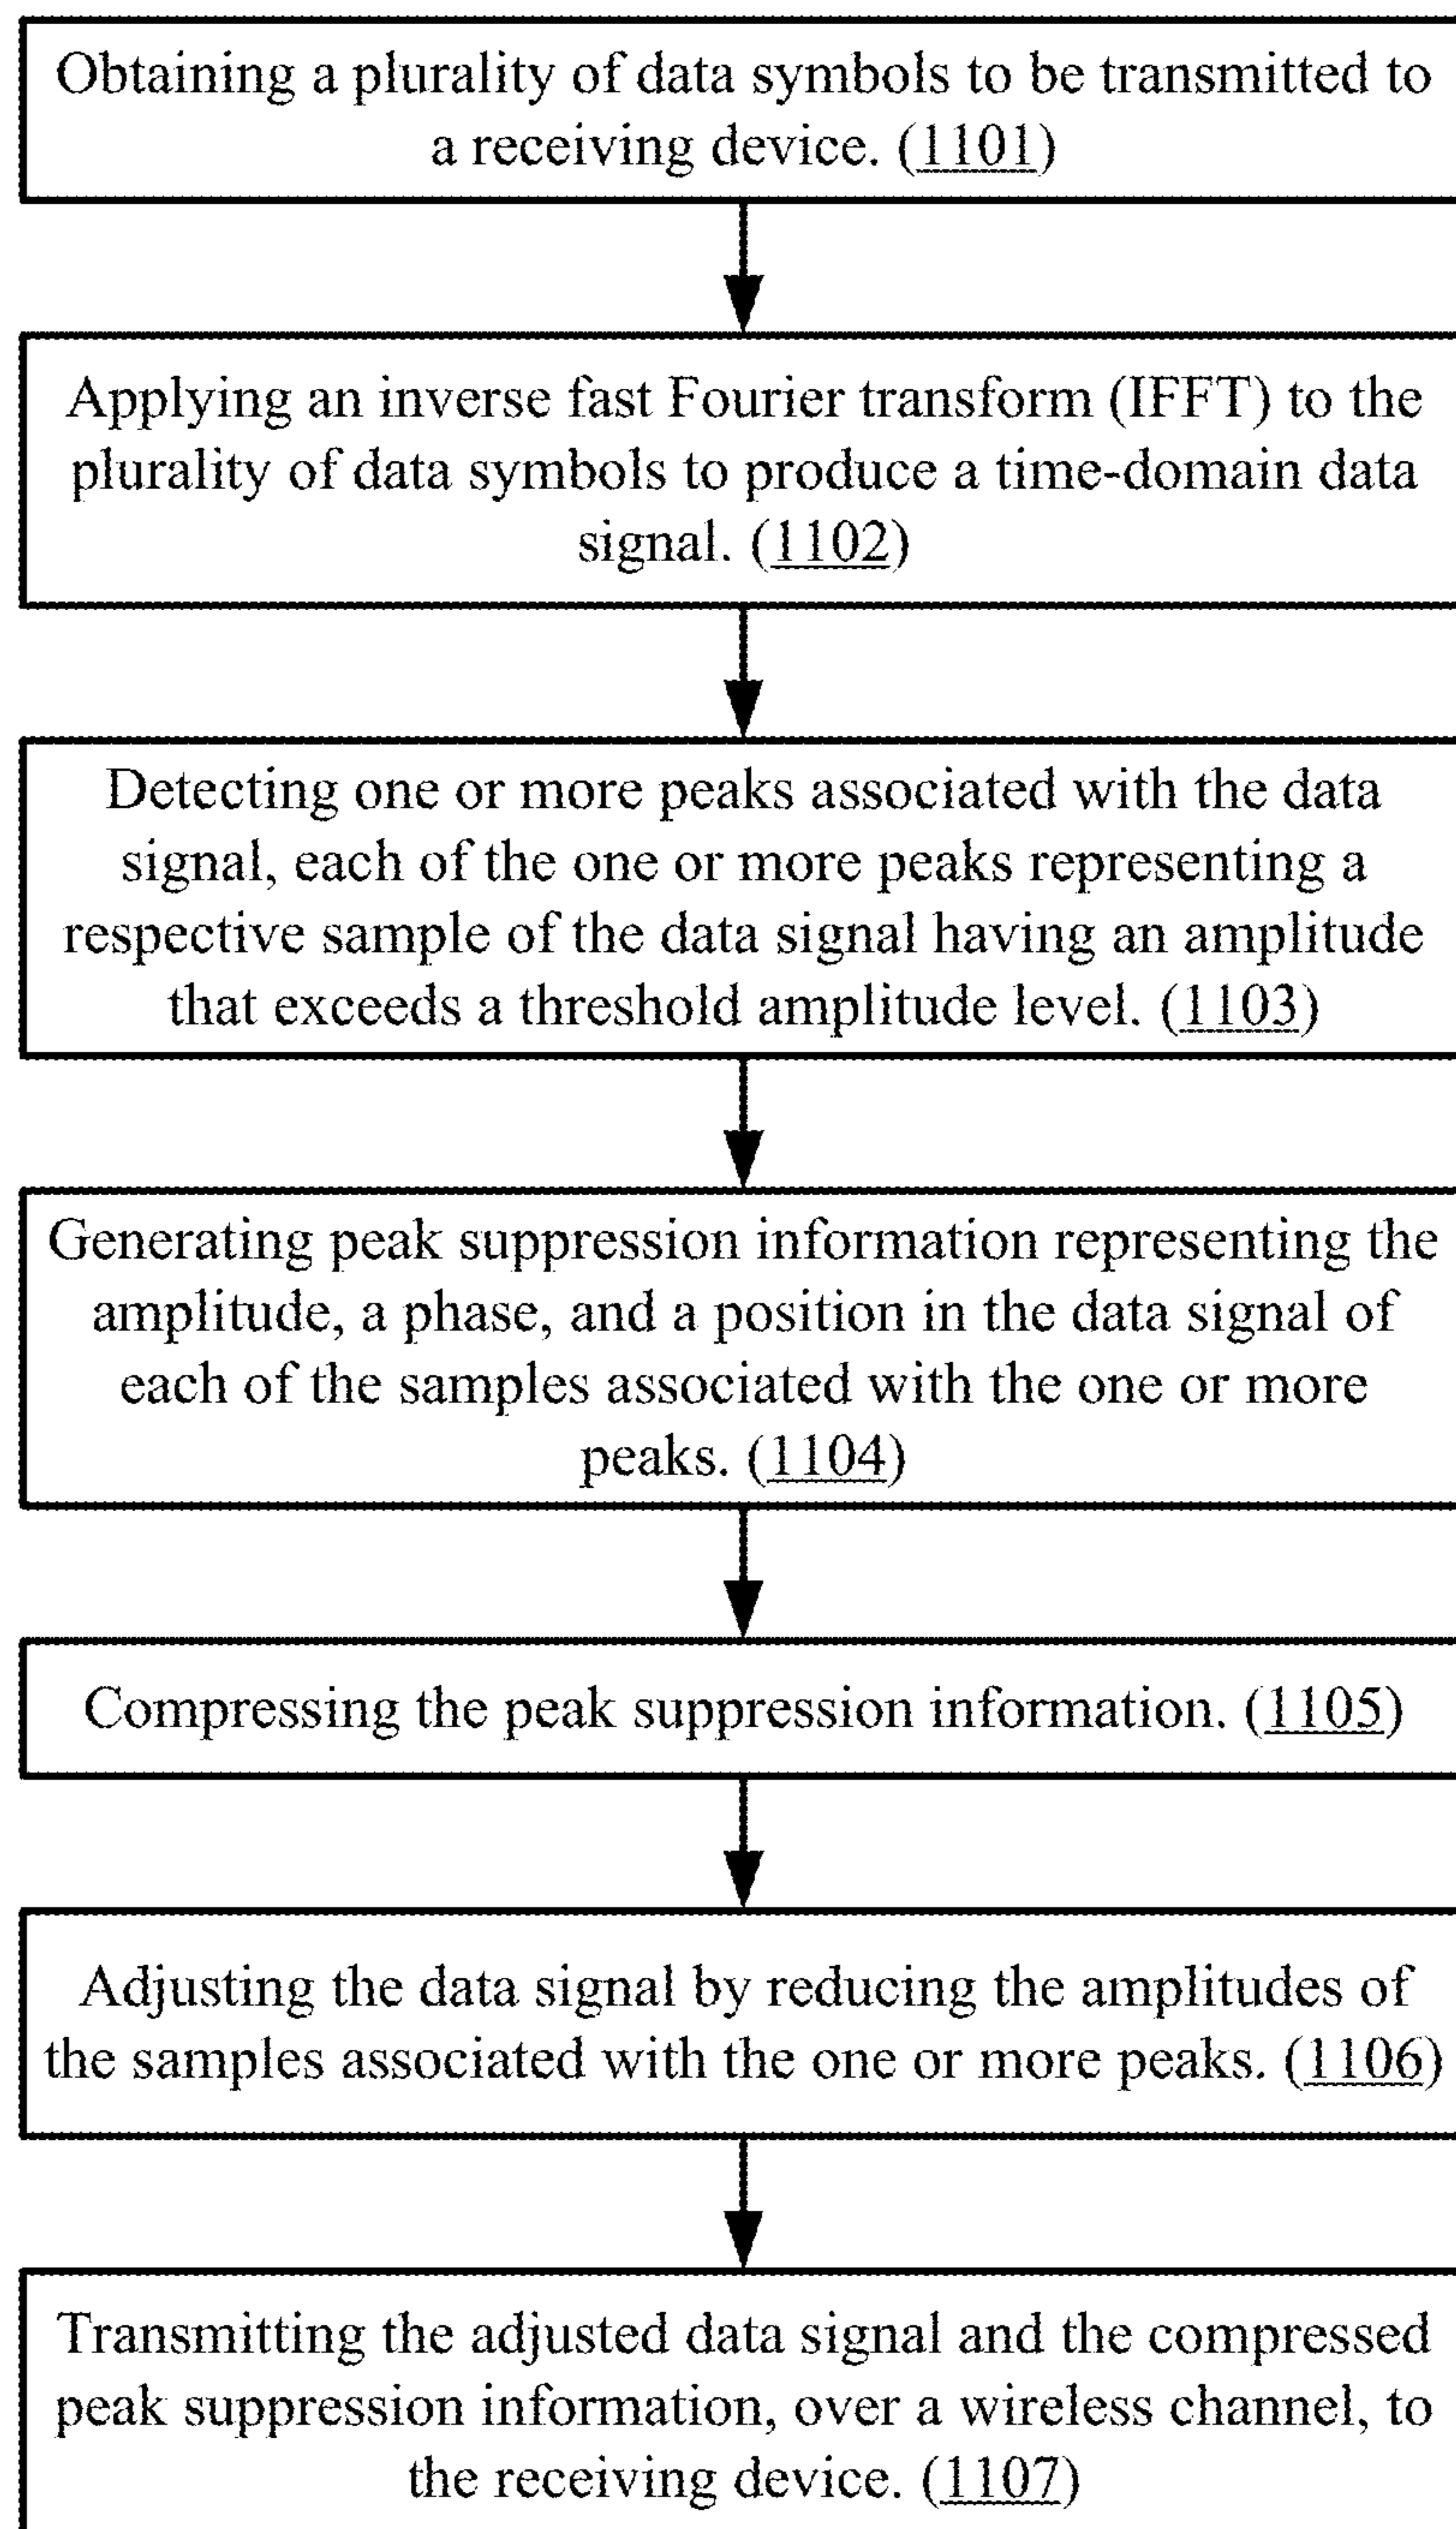 Obtaining a plurality of data symbols to be transmitted to
a receiving device. (1101)
Applying an inverse fast Fourier transform (IFFT) to the
plurality of data symbols to produce a time-domain data
signal. (1102)
Detecting one or more peaks associated with the data
signal, each of the one or more peaks representing a
respective sample of the data signal having an amplitude
that exceeds a threshold amplitude level. (1103)
Generating peak suppression information representing the
amplitude, a phase, and a position in the data signal of
each of the samples associated with the one or more
peaks. (1104)
Compressing the peak suppression information. (1105)
Adjusting the data signal by reducing the amplitudes of
the samples associated with the one or more peaks. (1106)
Transmitting the adjusted data signal and the compressed
peak suppression information, over a wireless channel, to
the receiving device. (1107)